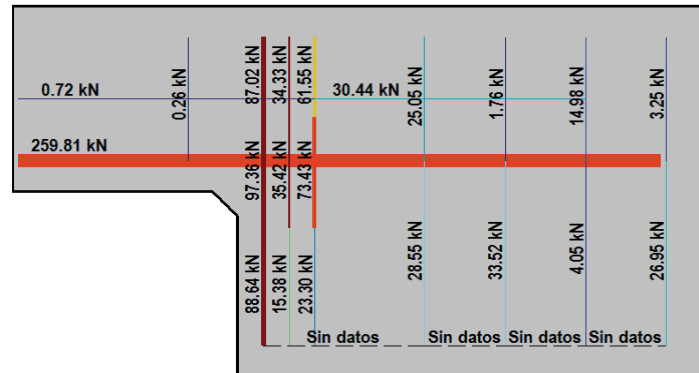 0.72 kN
0.26 kN
87.02 kN
34.33 kN
61.55 kN
30.44 kN
25.05 kN
1.76 kN
14.98 kN
3.25 kN
259.81 kN
97.36 kN
35.42 kN
73.43 kN
88.64 kN
15.38 kN
23.30 kN
28.55 kN
33.52 kN
4.05 kN
26.95 kN
Sin datos
Sin datos
Sin datos
Sin datos